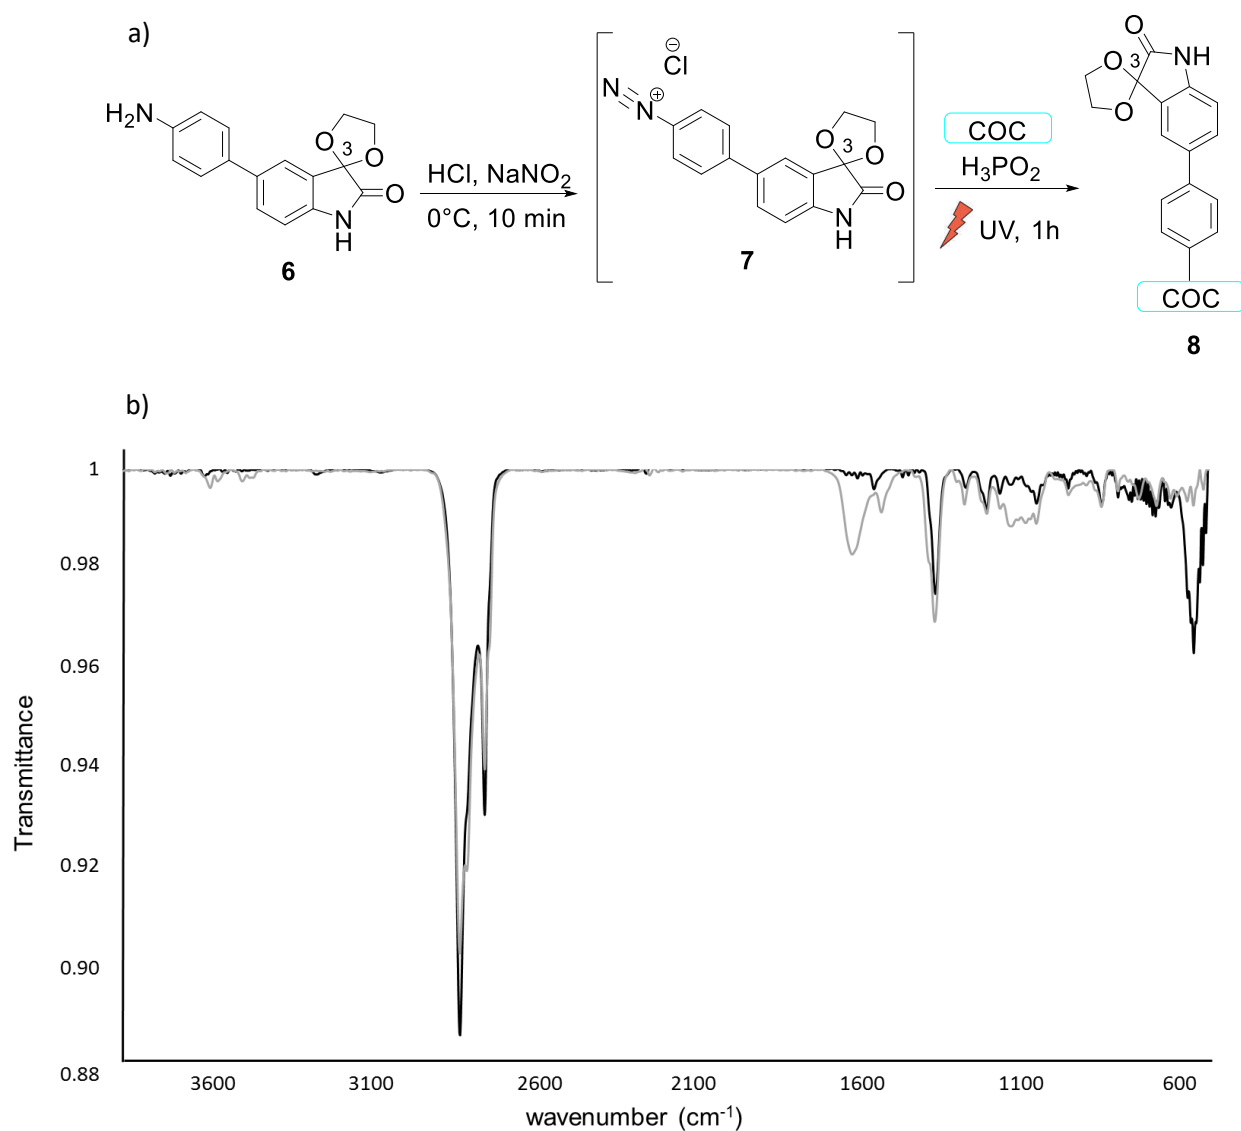 a)
H₂N
O
3
O
O
N
H
6
HCl, NaNO₂
0°C, 10 min
⊖
Cl
N
N
⊕
O
3
O
O
N
H
7
COC
H₃PO₂
UV, 1h
O
O
3
NH
O
COC
8
b)
1
0.98
0.96
0.94
0.92
0.90
0.88
Transmittance
3600 3100 2600 2100 1600 1100 600
wavenumber (cm⁻¹)